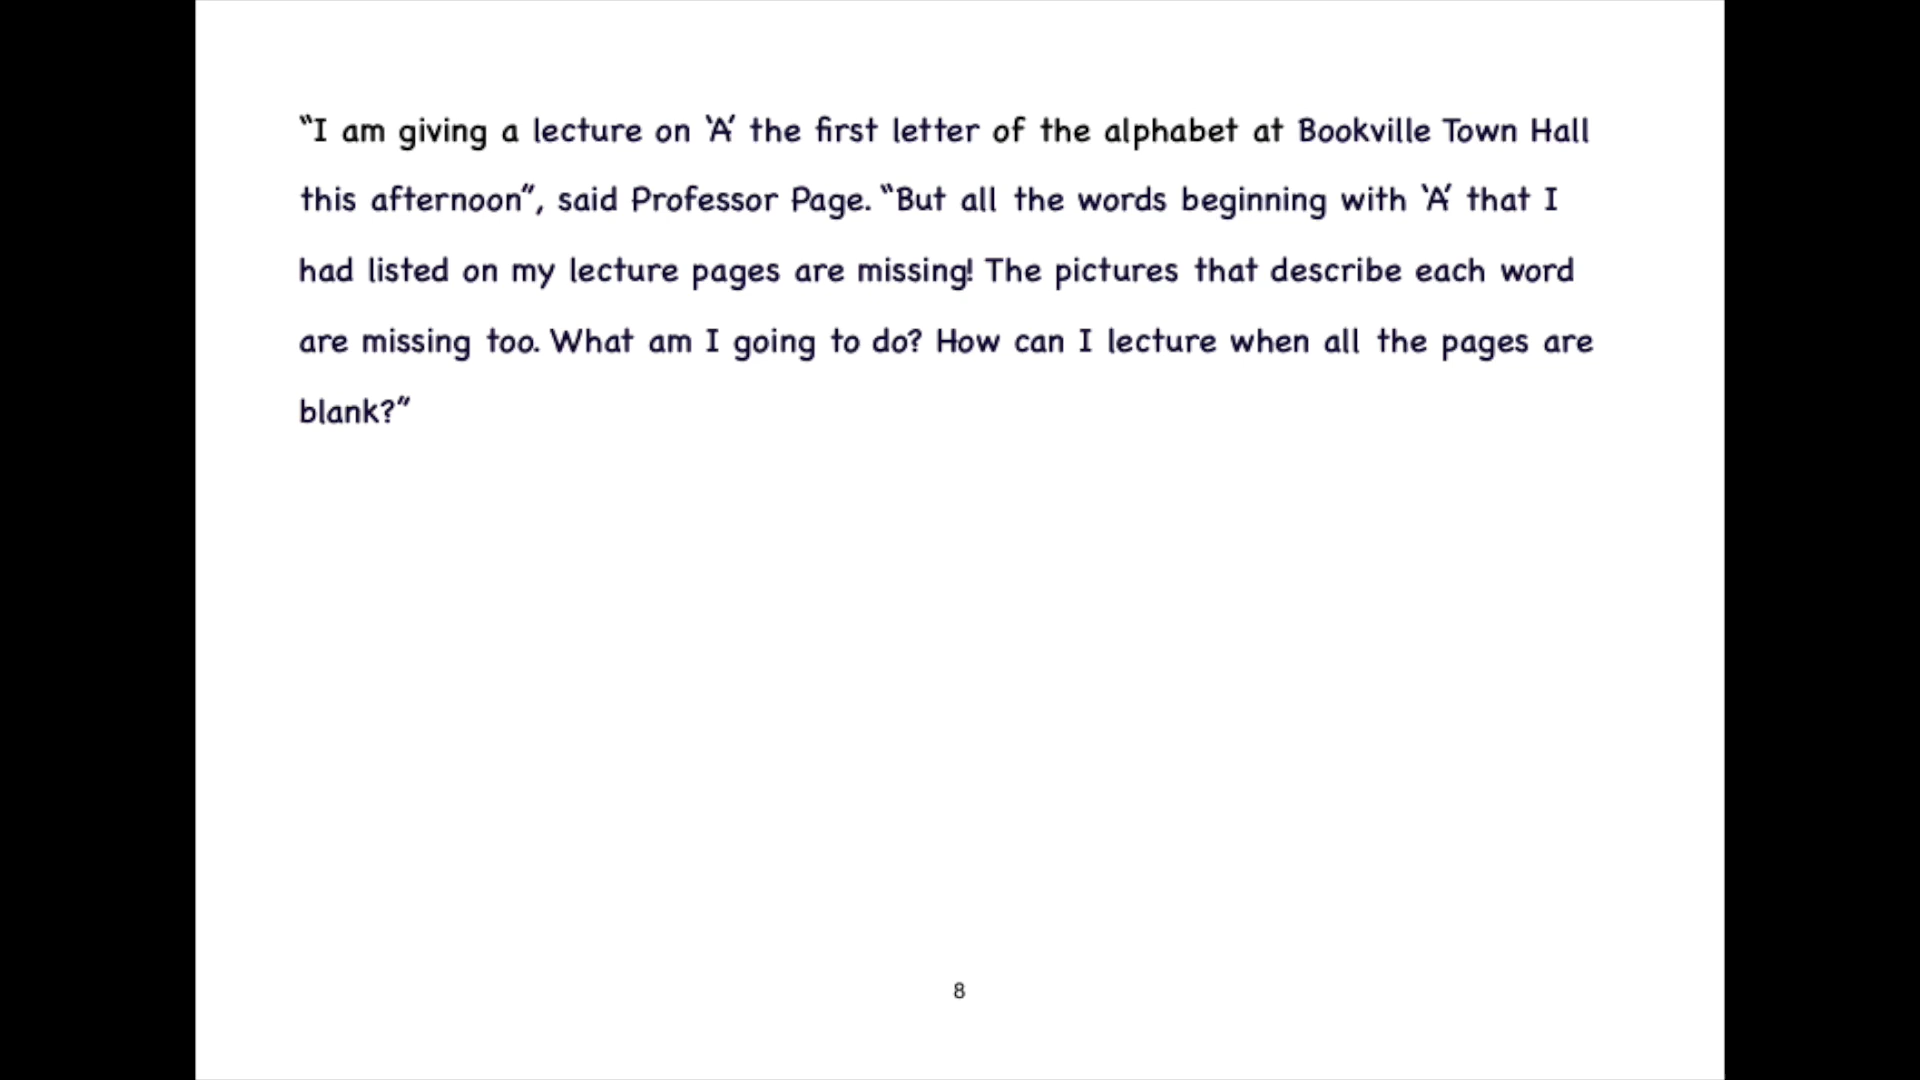 “I am giving a lecture on ‘A’ the first letter of the alphabet at Bookville Town Hall
this afternoon”, said Professor Page. “But all the words beginning with ‘A’ that I
had listed on my lecture pages are missing! The pictures that describe each word
are missing too. What am I going to do? How can I lecture when all the pages are
blank?”
8